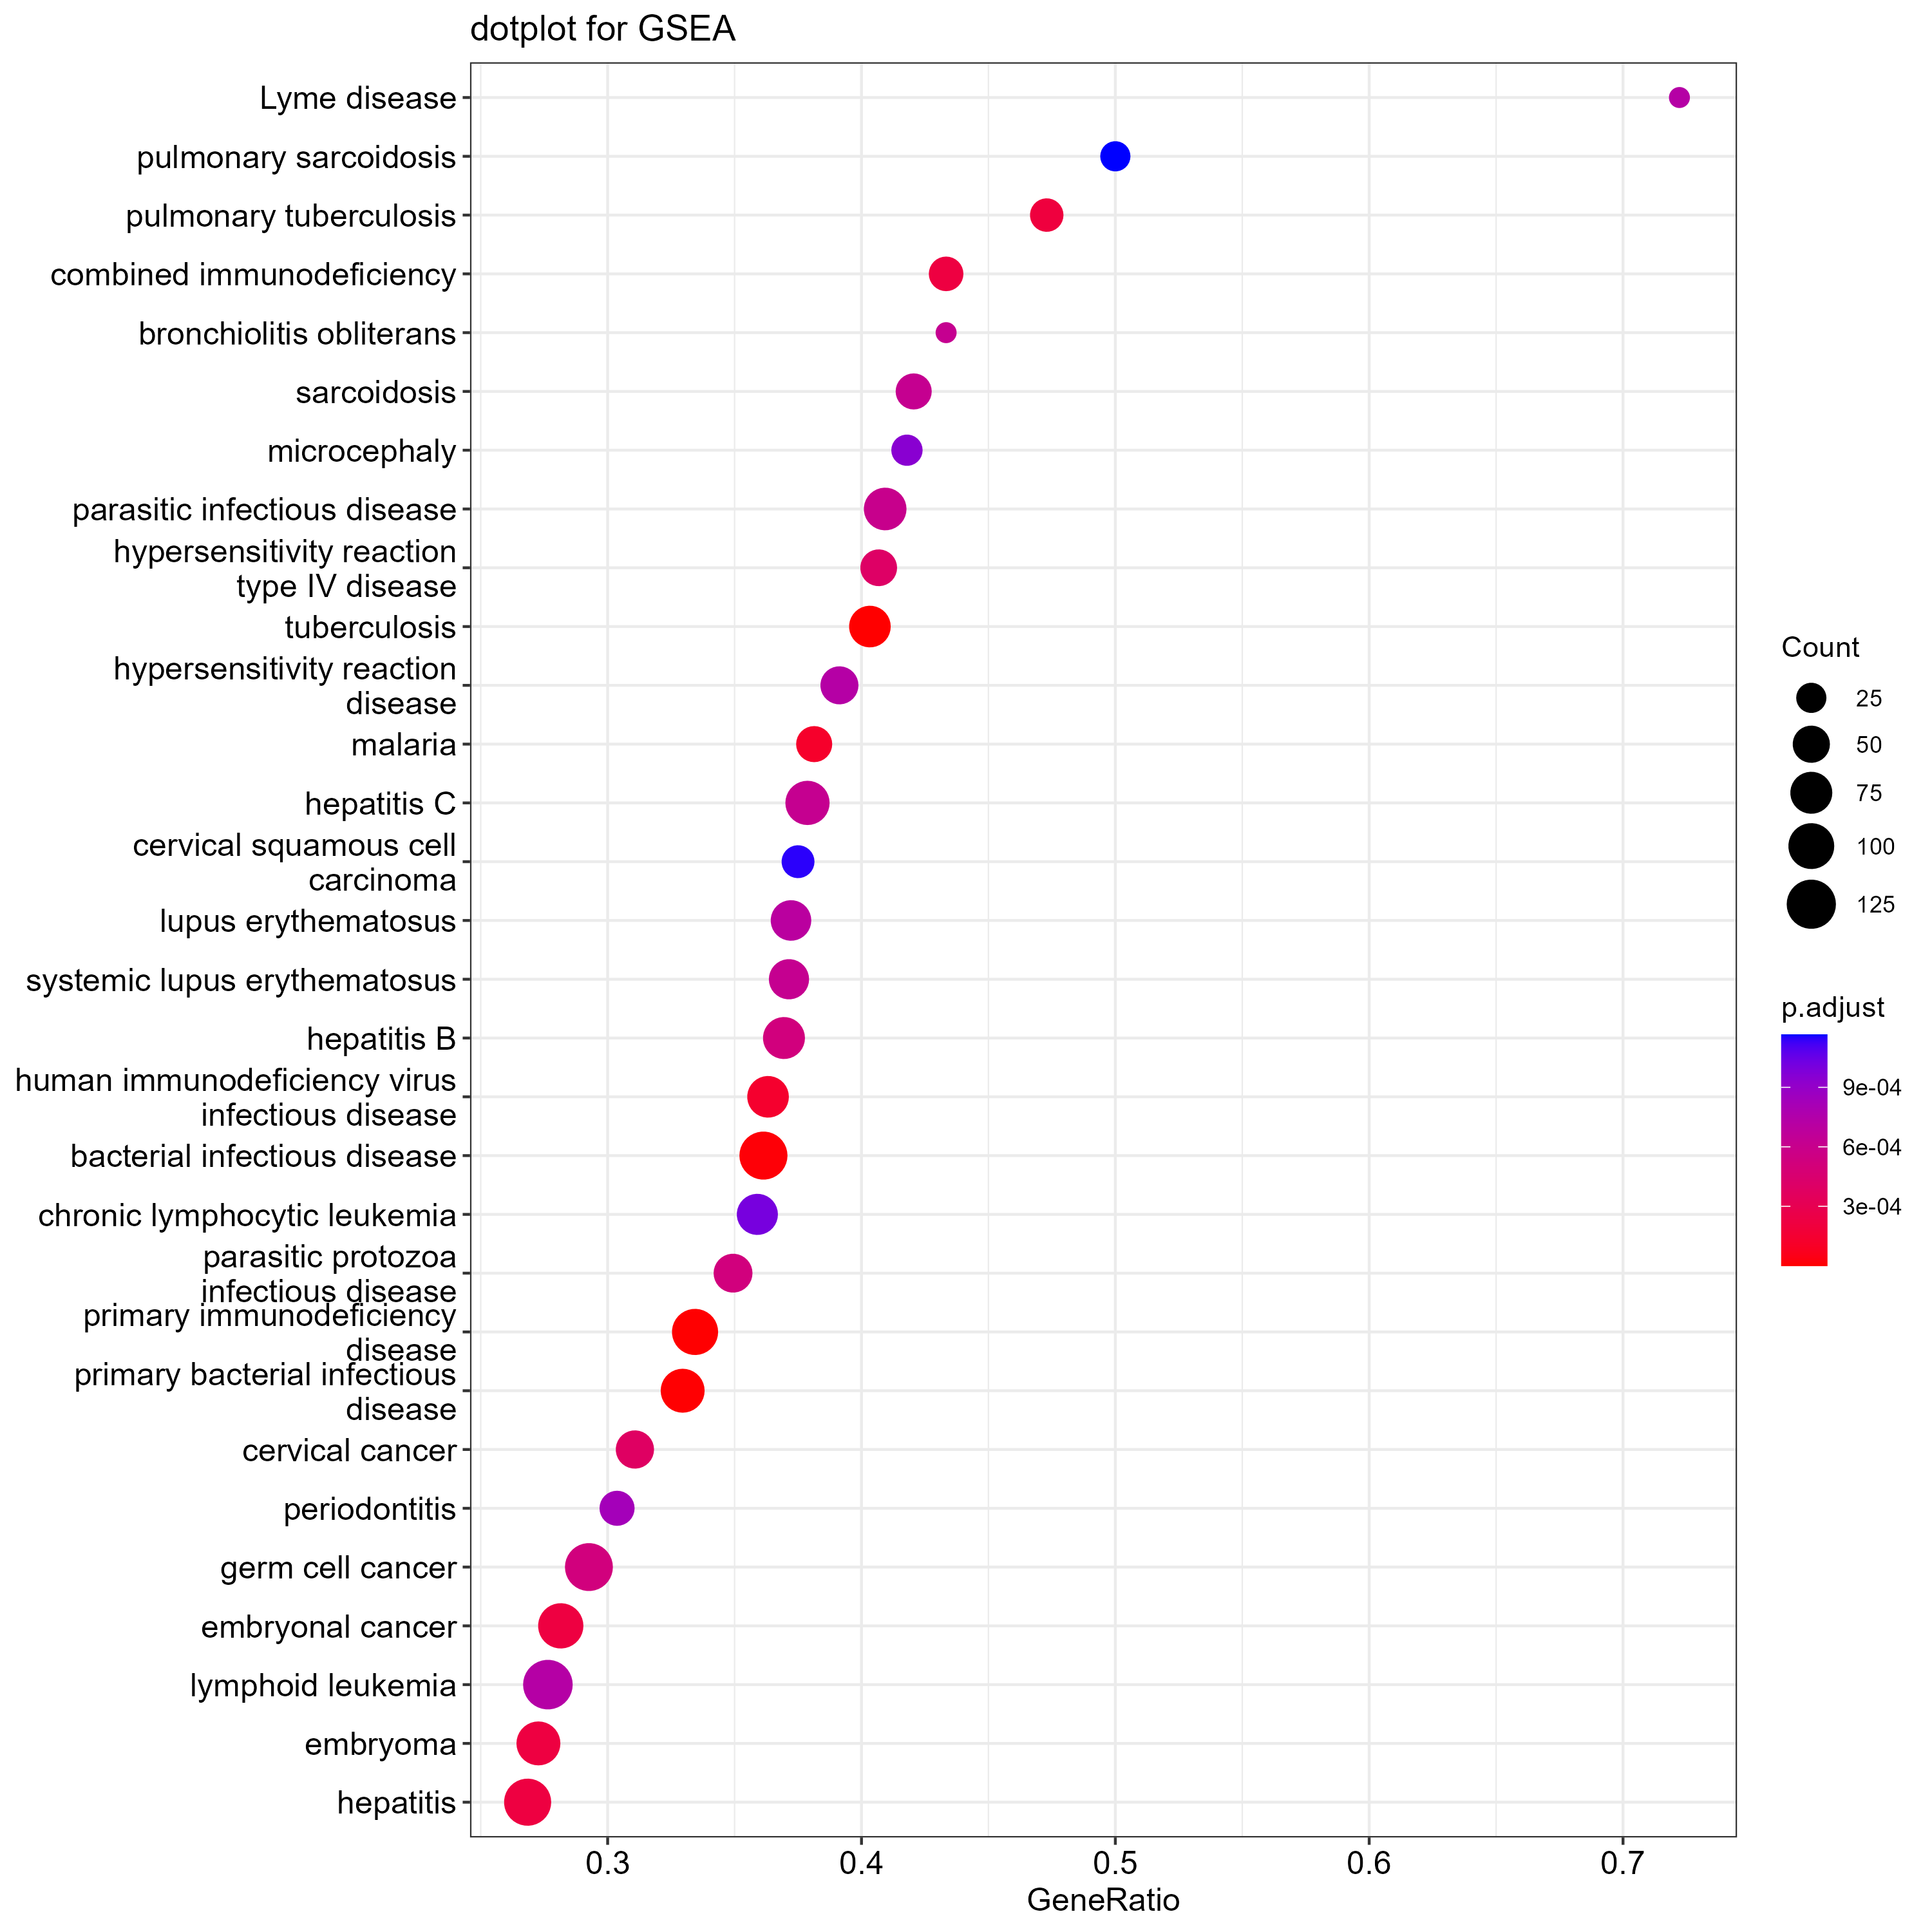 dotplot for GSEA
Lyme disease
pulmonary sarcoidosis
pulmonary tuberculosis
combined immunodeficiency
bronchiolitis obliterans
sarcoidosis
microcephaly
parasitic infectious disease
hypersensitivity reaction
type IV disease
tuberculosis
hypersensitivity reaction
disease
malaria
hepatitis C
cervical squamous cell
carcinoma
lupus erythematosus
systemic lupus erythematosus
hepatitis B
human immunodeficiency virus
infectious disease
bacterial infectious disease
chronic lymphocytic leukemia
parasitic protozoa
infectious disease
primary immunodeficiency
disease
primary bacterial infectious
disease
cervical cancer
periodontitis
germ cell cancer
embryonal cancer
lymphoid leukemia
embryoma
hepatitis
0.3 0.4 0.5 0.6 0.7
GeneRatio
Count
25
50
75
100
125
p.adjust
9e-04
6e-04
3e-04